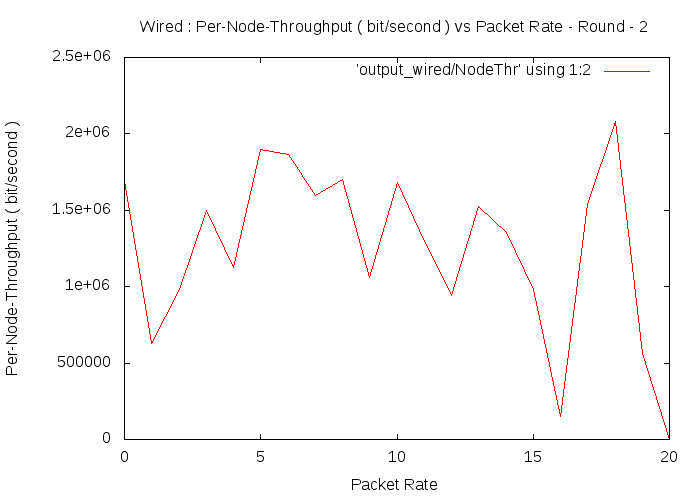 Wired : Per-Node-Throughput ( bit/second ) vs Packet Rate - Round - 2
'output_wired/NodeThr' using 1:2
Per-Node-Throughput ( bit/second )
2.5e+06
2e+06
1.5e+06
1e+06
500000
0
0 5 10 15 20
Packet Rate